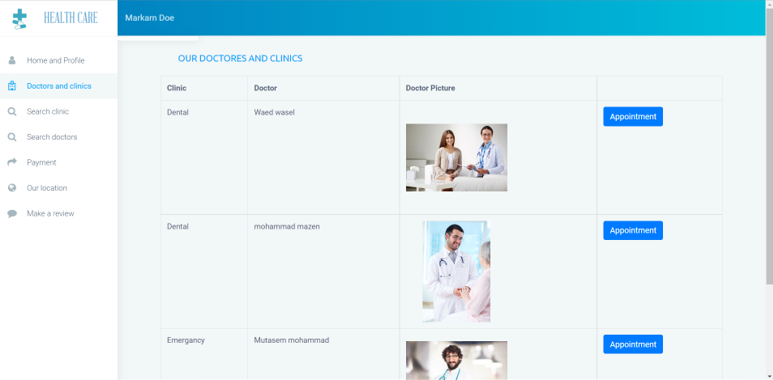 HEALTH CARE
Markam Doe
Home and Profile
Doctors and clinics
Search clinic
Search doctors
Payment
Our location
Make a review
OUR DOCTORES AND CLINICS
Clinic Doctor Doctor Picture
Dental Waed wasel Appointment
Dental mohammad mazen Appointment
Emergancy Mutasem mohammad Appointment